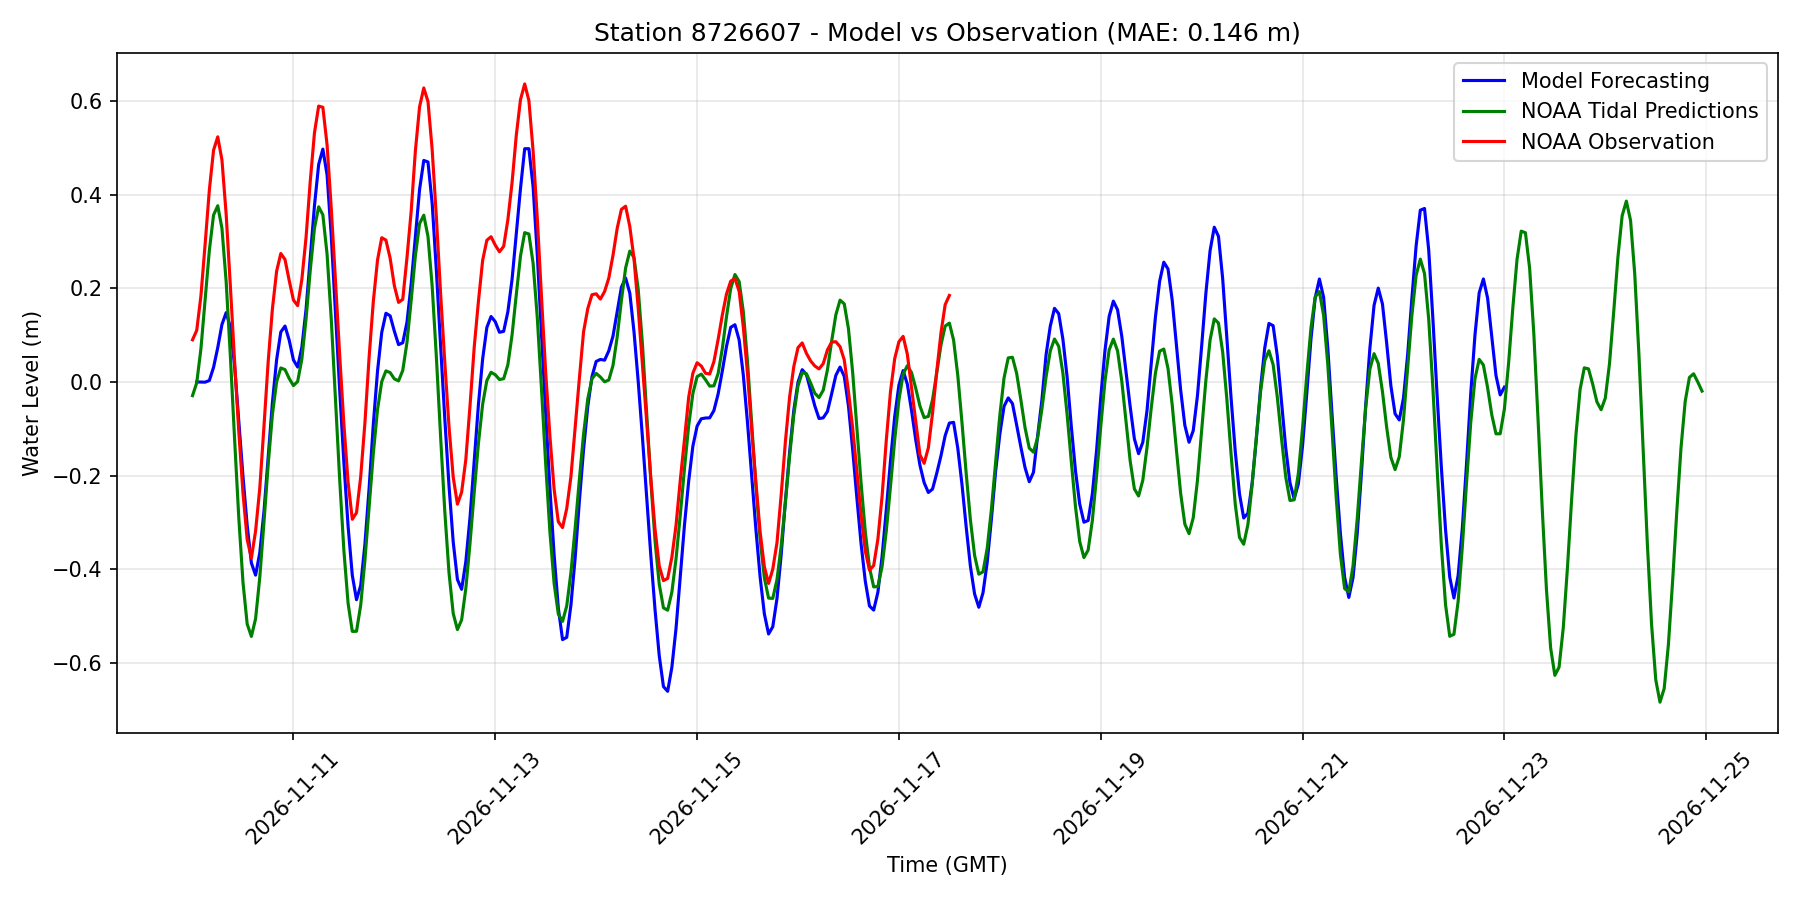 Station 8726607 - Model vs Observation (MAE: 0.146 m)
Model Forecasting
NOAA Tidal Predictions
NOAA Observation
Water Level (m)
0.6
0.4
0.2
0.0
−0.2
−0.4
−0.6
2026-11-11
2026-11-13
2026-11-15
2026-11-17
2026-11-19
2026-11-21
2026-11-23
2026-11-25
Time (GMT)